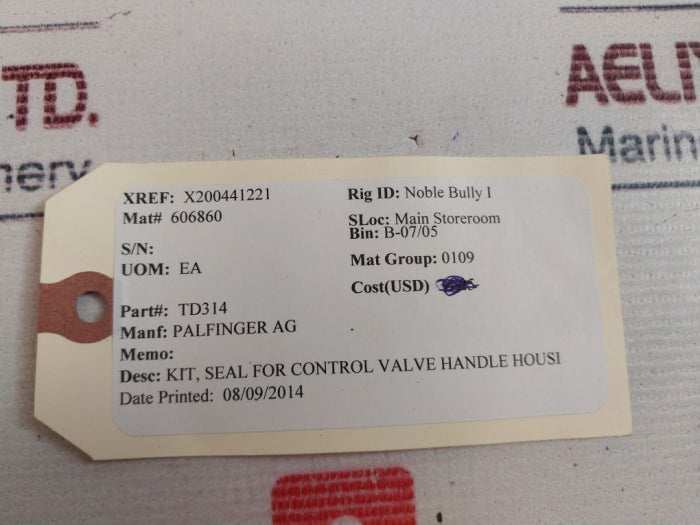 TD.
AELI
nery
Marin
XREF: X200441221
Rig ID: Noble Bully I
Mat# 606860
SLoc: Main Storeroom
Bin: B-07/05
S/N:
UOM: EA
Mat Group: 0109
Cost(USD)
Part#: TD314
Manf: PALFINGER AG
Memo:
Desc: KIT, SEAL FOR CONTROL VALVE HANDLE HOUSI
Date Printed: 08/09/2014